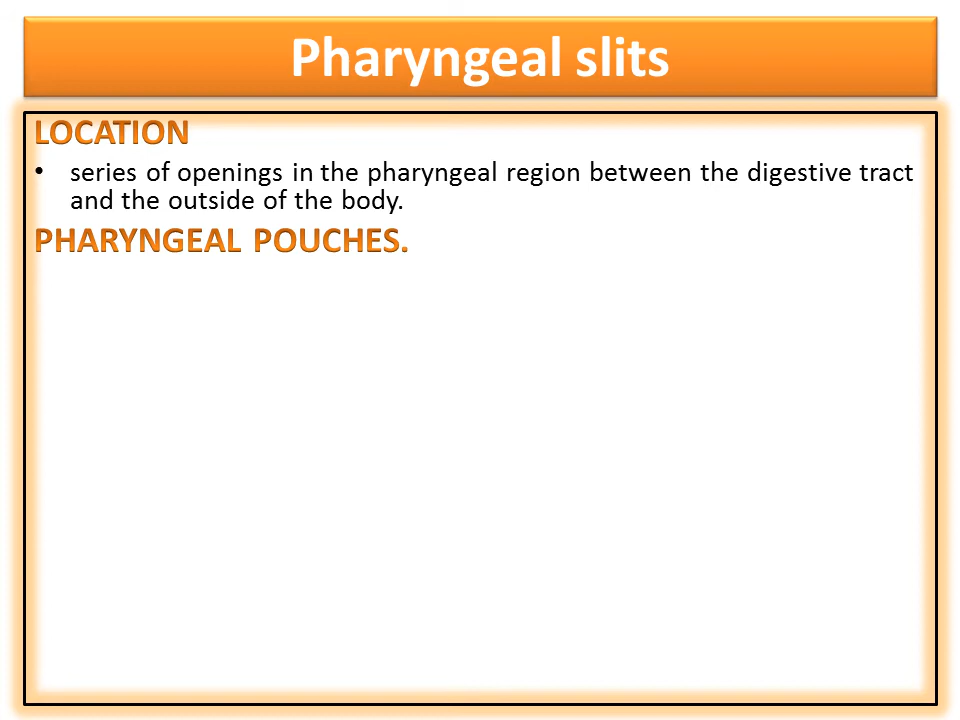 Pharyngeal slits
LOCATION
• series of openings in the pharyngeal region between the digestive tract
and the outside of the body.
PHARYNGEAL POUCHES.